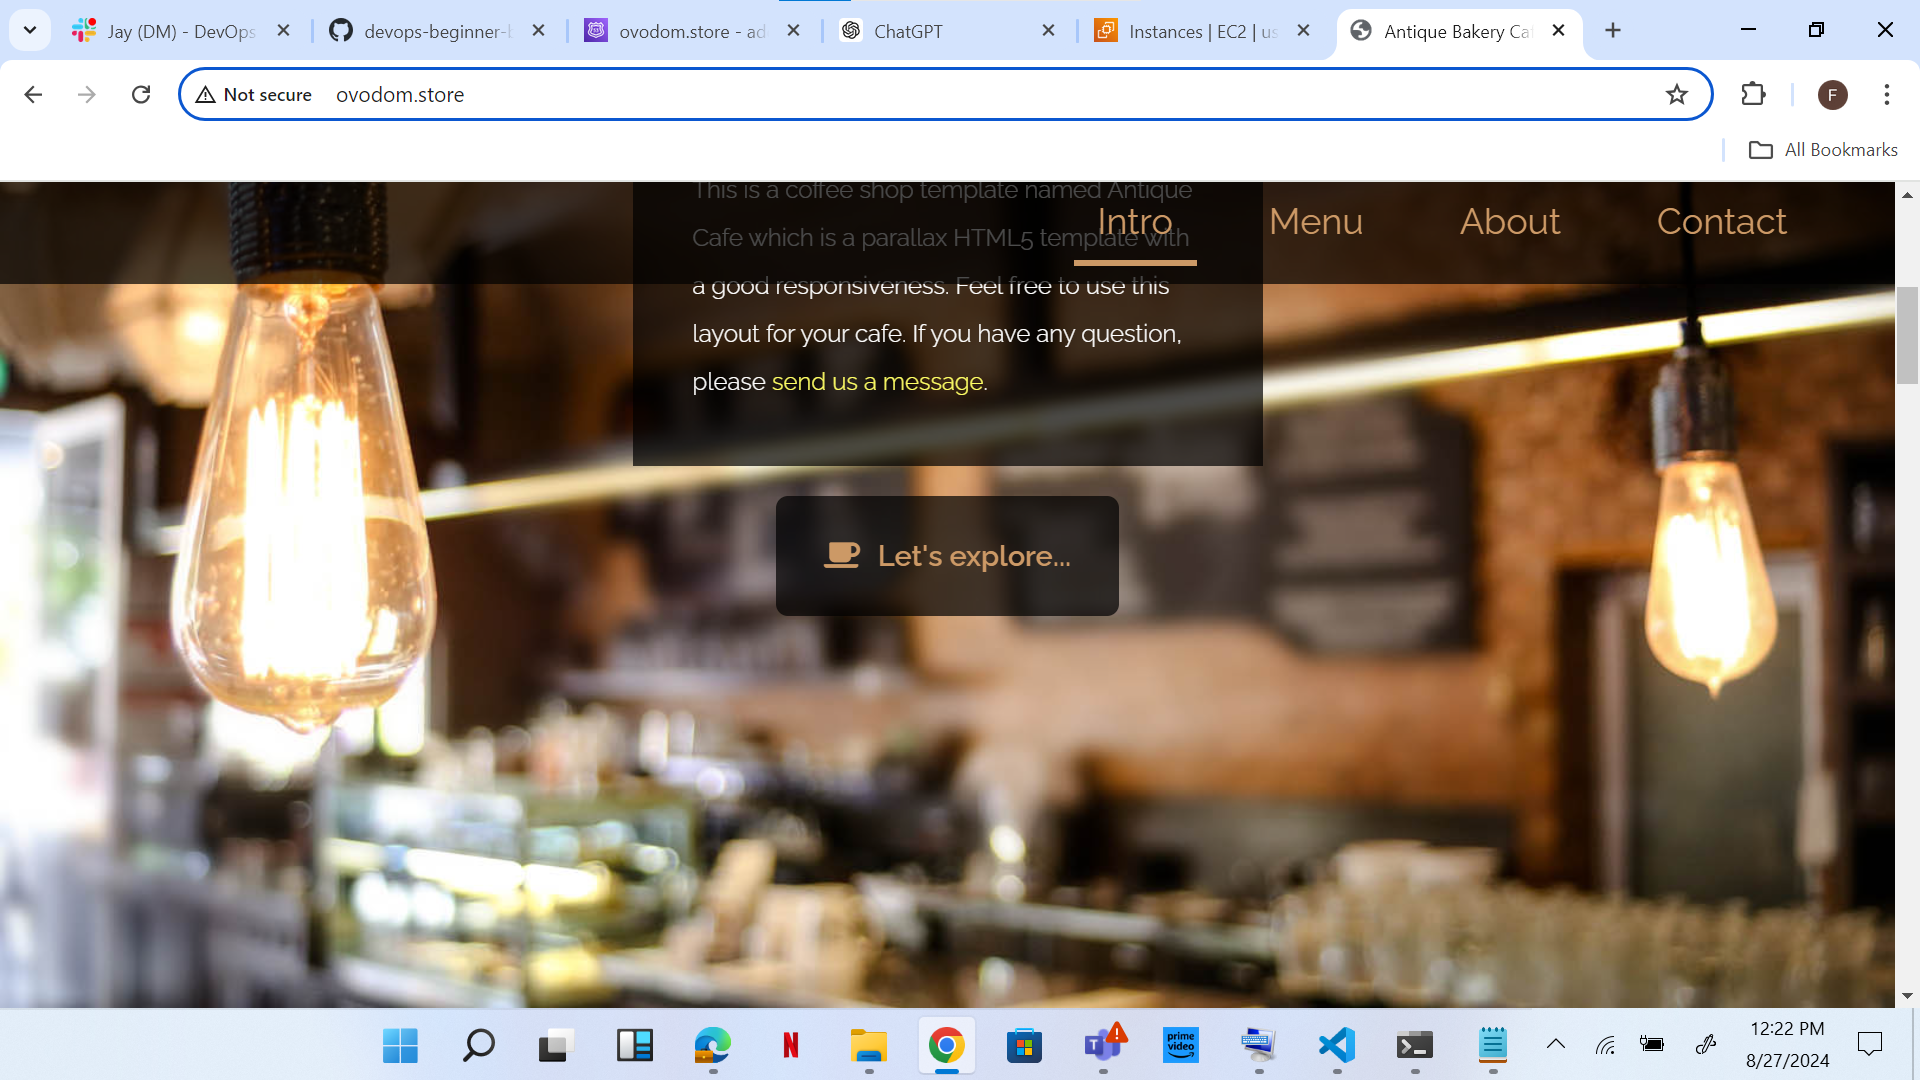 Jay (DM) - DevOps
devops-beginner-b
ovodom.store - ad
ChatGPT
Instances | EC2 | us
Antique Bakery Caf
Not secure
ovodom.store
All Bookmarks
Intro
Menu
About
Contact
This is a coffee shop template named Antique
Cafe which is a parallax HTML5 template with
a good responsiveness. Feel free to use this
layout for your cafe. If you have any question,
please send us a message.
Let's explore...
prime
video
12:22 PM
8/27/2024